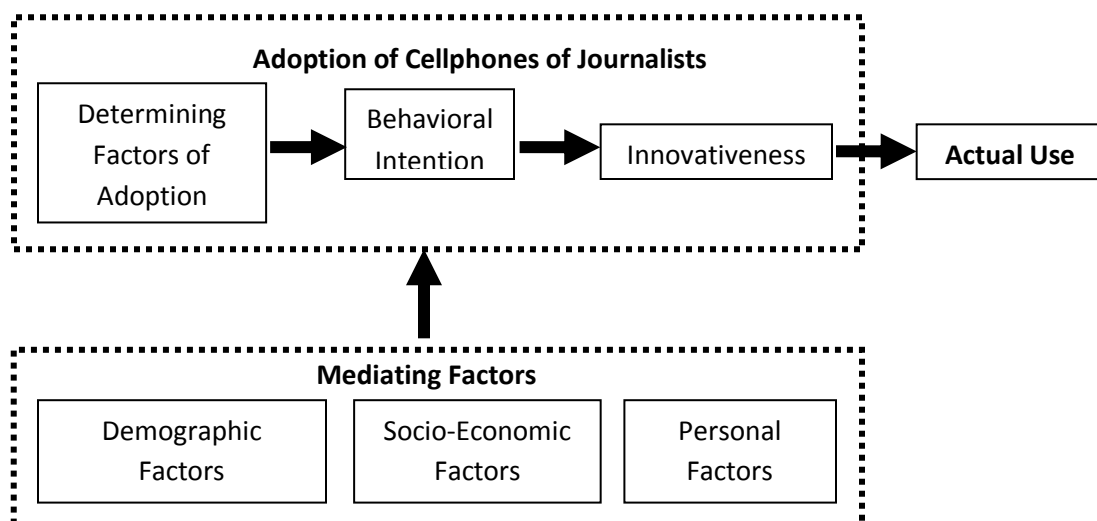 Adoption of Cellphones of Journalists
Determining
Factors of
Adoption
Behavioral
Intention
Innovativeness
Actual Use
Mediating Factors
Demographic
Factors
Socio-Economic
Factors
Personal
Factors